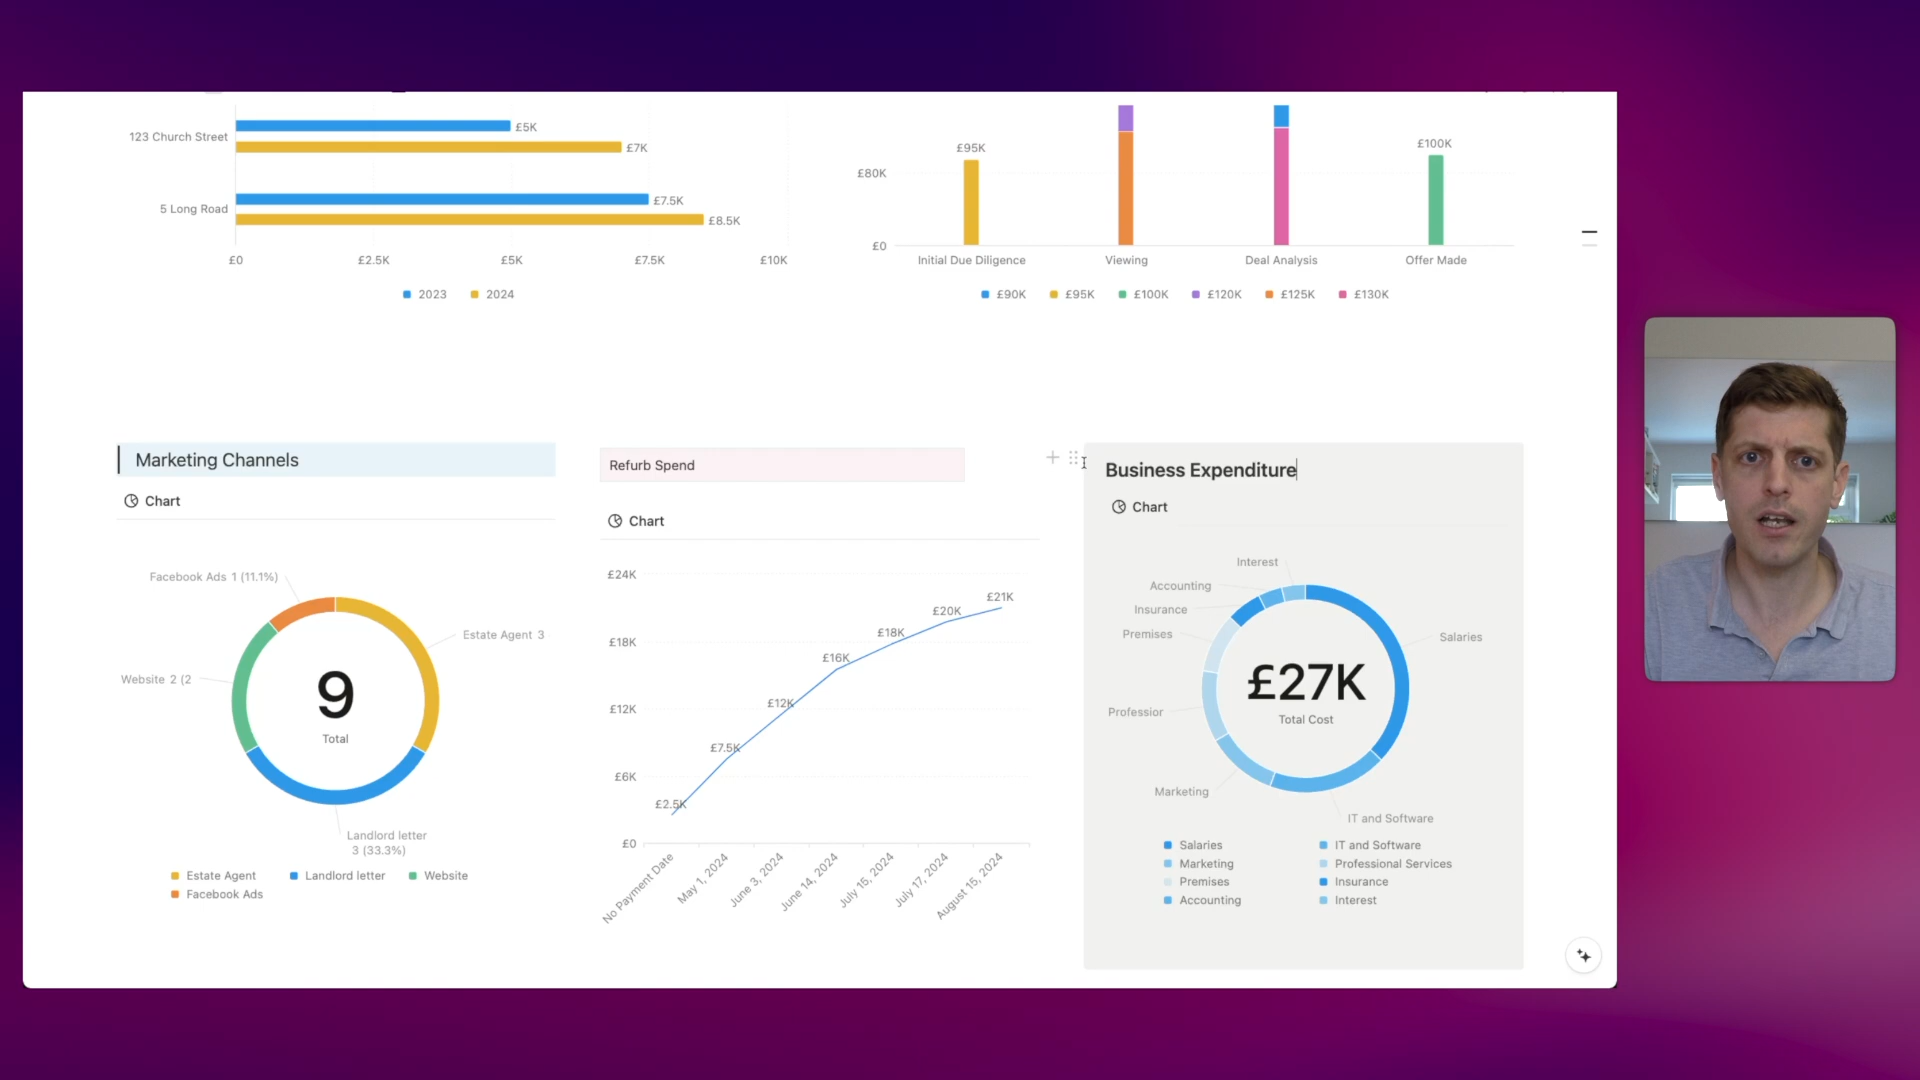 123 Church Street
£5K
£7K
5 Long Road
£7.5K
£8.5K
£0 £2.5K £5K £7.5K £10K
2023 2024
£95K
£100K
£80K
£0
Initial Due Diligence Viewing Deal Analysis Offer Made
£90K £95K £100K £120K £125K £130K
Marketing Channels
Chart
Facebook Ads 1 (11.1%)
Estate Agent 3
Website 2 (2
9
Total
Landlord letter
3 (33.3%)
Estate Agent Landlord letter Website
Facebook Ads
Refurb Spend
Chart
£24K
£21K
£20K
£18K
£18K
£16K
£12K
£12K
£7.5K
£6K
£2.5K
£0
No Payment Date May 1, 2024 June 3, 2024 June 14, 2024 July 15, 2024 July 17, 2024 August 15, 2024
Business Expenditure
Chart
Interest
Accounting
Insurance
Premises
Salaries
£27K
Total Cost
Professior
Marketing
IT and Software
Salaries IT and Software
Marketing Professional Services
Premises Insurance
Accounting Interest